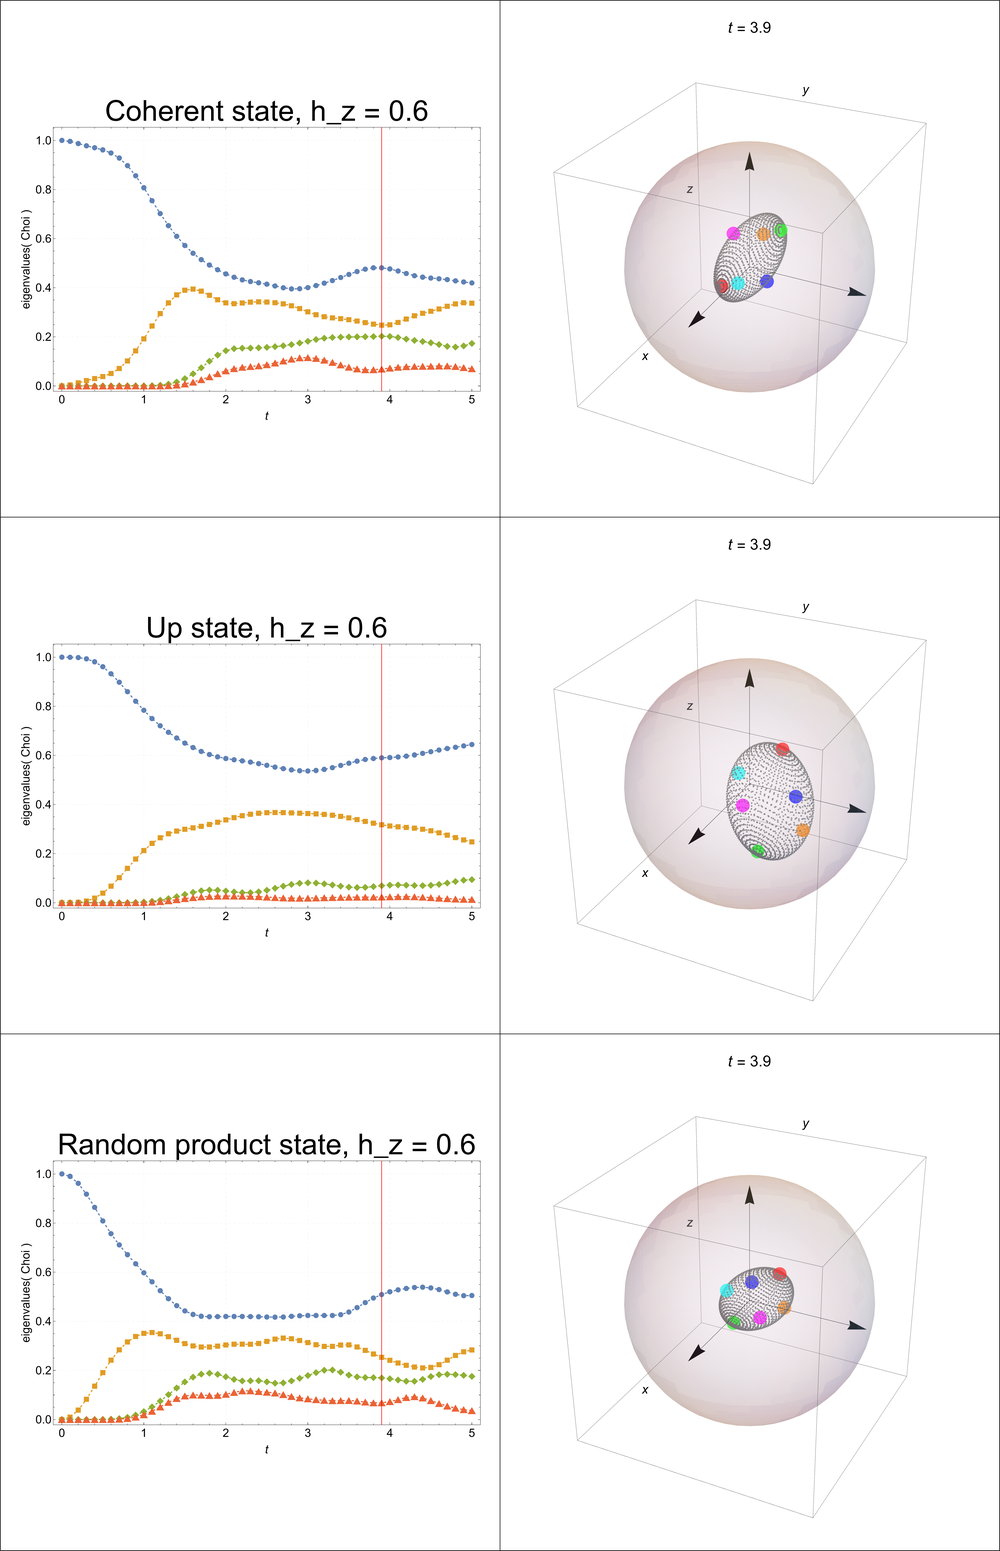 t = 3.9
Coherent state, h_z = 0.6
eigenvalues( Choi )
1.0
0.8
0.6
0.4
0.2
0.0
0 1 2 3 4 5
t
y
z
x
t = 3.9
Up state, h_z = 0.6
eigenvalues( Choi )
1.0
0.8
0.6
0.4
0.2
0.0
0 1 2 3 4 5
t
y
z
x
t = 3.9
Random product state, h_z = 0.6
eigenvalues( Choi )
1.0
0.8
0.6
0.4
0.2
0.0
0 1 2 3 4 5
t
y
z
x